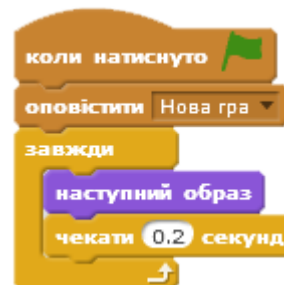 коли натиснуто
оповістити Нова гра
завжди
наступний образ
чекати 0.2 секунд